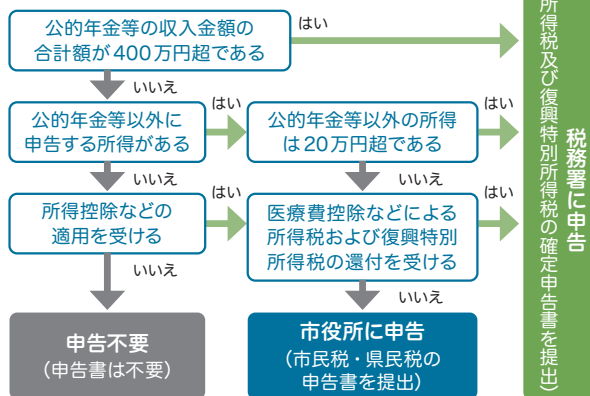 公的年金等の収入金額の
合計額が400万円超である
はい
いいえ
公的年金等以外に
申告する所得がある
はい
公的年金等以外の所得
は20万円超である
はい
いいえ
いいえ
所得控除などの
適用を受ける
はい
医療費控除などによる
所得税および復興特別
所得税の還付を受ける
はい
いいえ
いいえ
申告不要
（申告書は不要）
市役所に申告
（市民税・県民税の
申告書を提出）
税務署に申告
所得税及び復興特別所得税の確定申告書を提出）